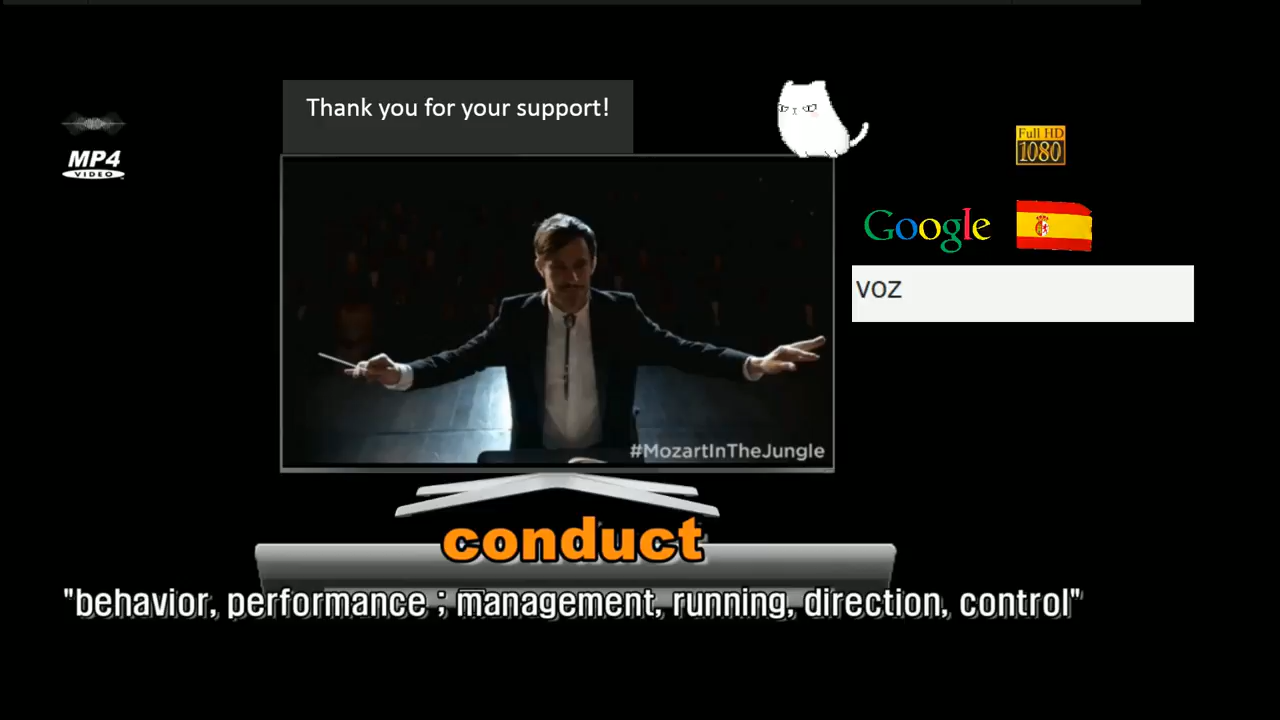 Thank you for your support!
MP4
VIDEO
Full HD
1080
Google
voz
#MozartInTheJungle
conduct
"behavior, performance ; management, running, direction, control"